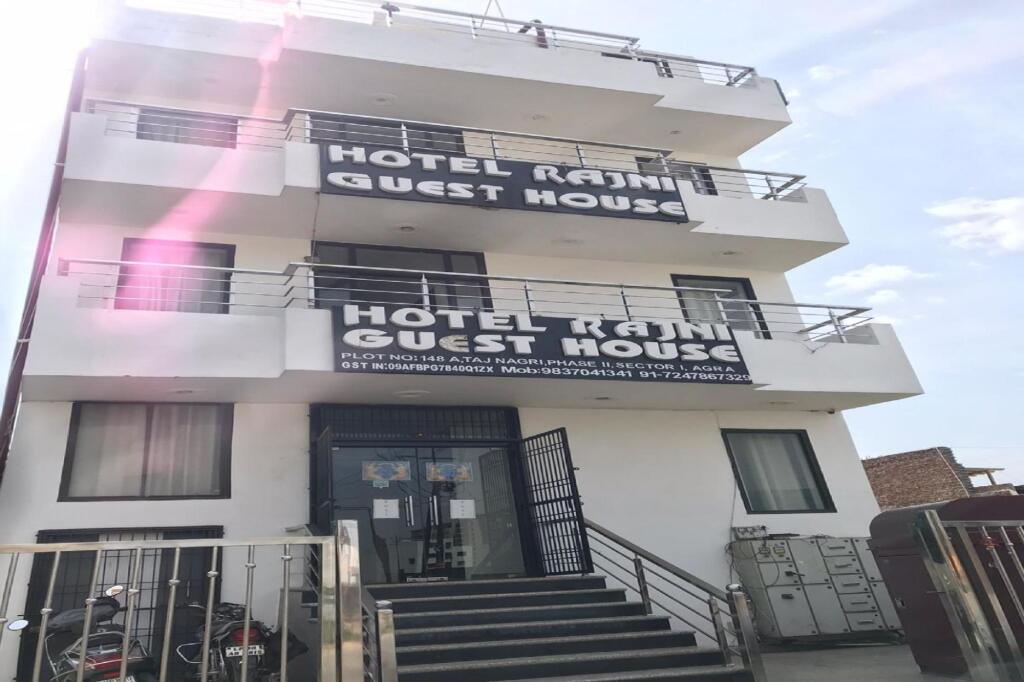 HOTEL RAJNI
GUEST HOUSE
HOTEL RAJNI
GUEST HOUSE
PLOT NO:148 A,TAJ NAGRI,PHASE II,SECTOR I, AGRA
GST IN:09AFBPG7840Q1ZX Mob:9837041341 91-7247867329